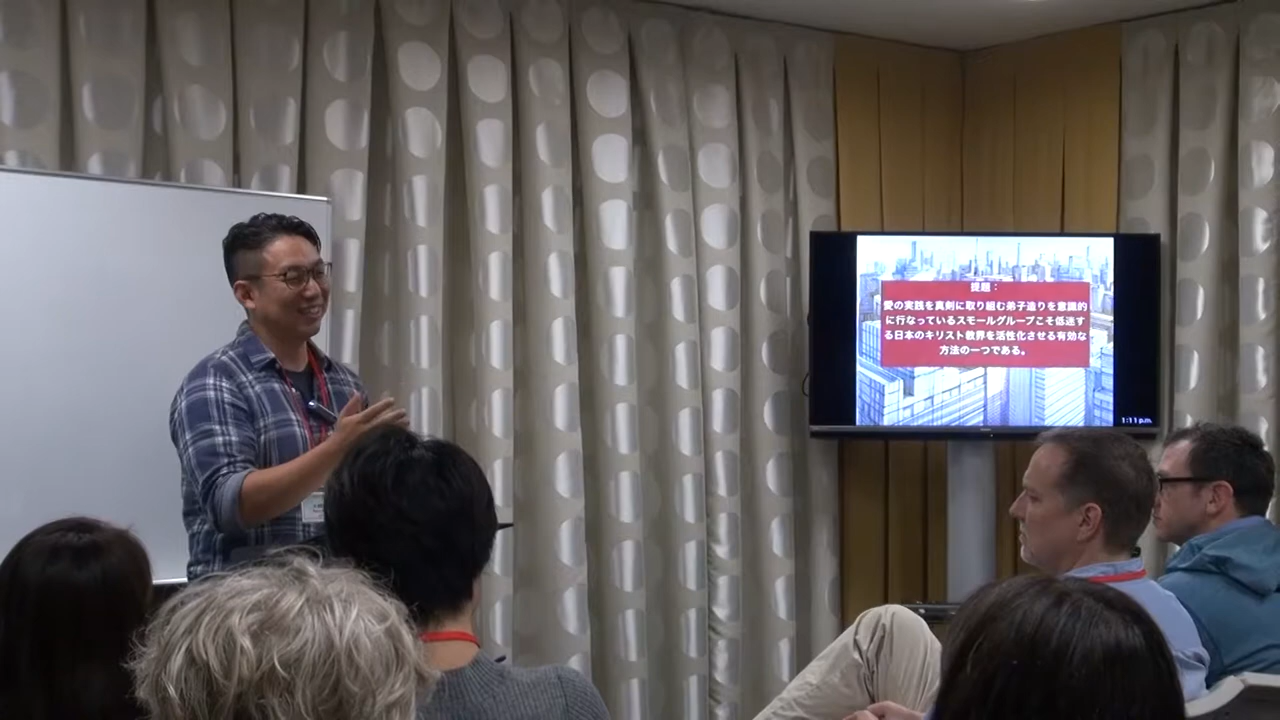 提題：
愛の実践を真剣に取り組む弟子造りを意識的
に行なっているスモールグループこそ低迷す
る日本のキリスト教界を活性化させる有効な
方法の一つである。
1:11 p.m.